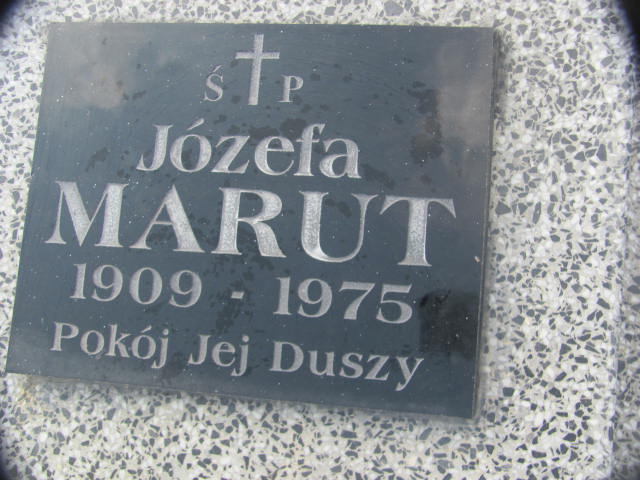 Ś P
Józefa
MARUT
1909 - 1975
Pokój Jej Duszy